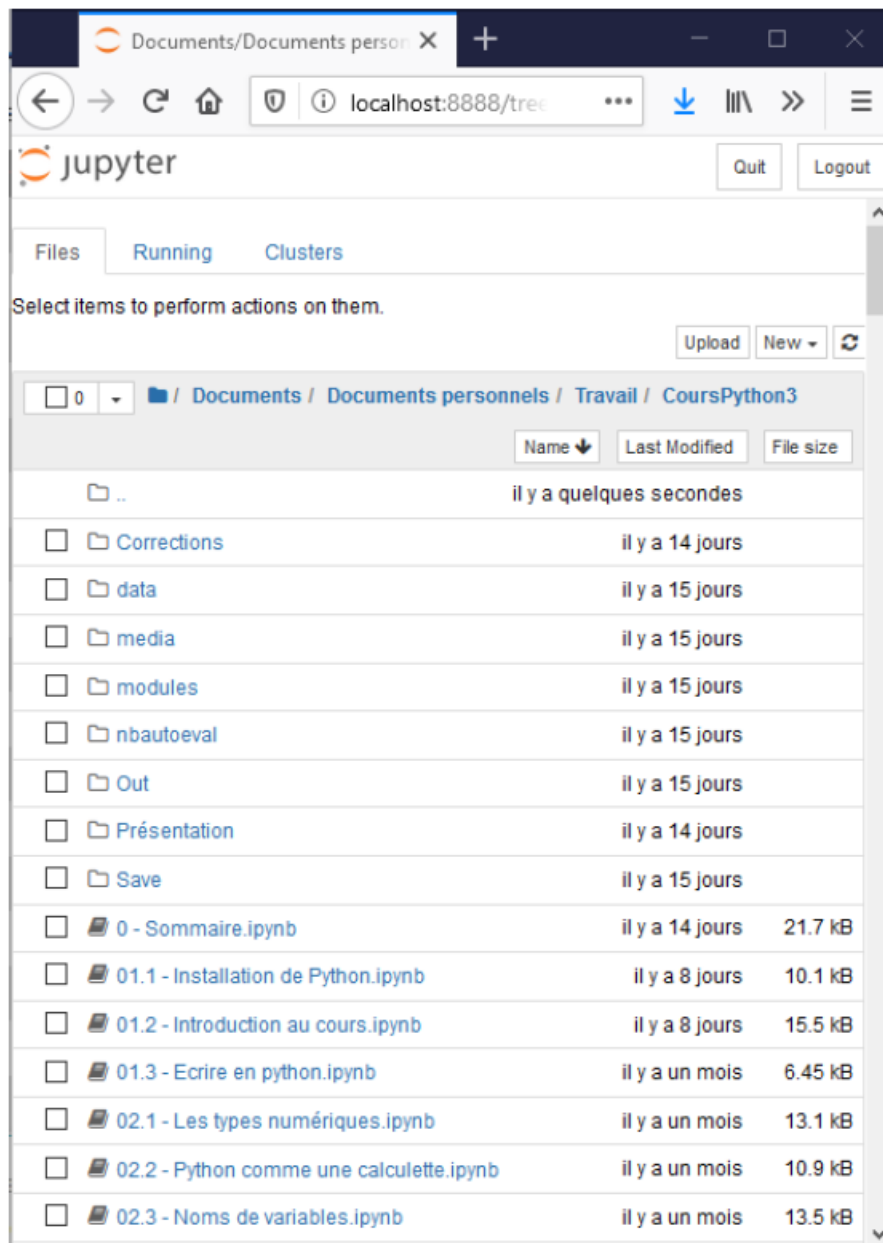 Documents/Documents person
localhost:8888/tree
jupyter Quit Logout
Files Running Clusters
Select items to perform actions on them.
Upload New
0 / Documents / Documents personnels / Travail / CoursPython3
Name Last Modified File size
.. il y a quelques secondes
Corrections il y a 14 jours
data il y a 15 jours
media il y a 15 jours
modules il y a 15 jours
nbautoeval il y a 15 jours
Out il y a 15 jours
Présentation il y a 14 jours
Save il y a 15 jours
0 - Sommaire.ipynb il y a 14 jours 21.7 kB
01.1 - Installation de Python.ipynb il y a 8 jours 10.1 kB
01.2 - Introduction au cours.ipynb il y a 8 jours 15.5 kB
01.3 - Ecrire en python.ipynb il y a un mois 6.45 kB
02.1 - Les types numériques.ipynb il y a un mois 13.1 kB
02.2 - Python comme une calculette.ipynb il y a un mois 10.9 kB
02.3 - Noms de variables.ipynb il y a un mois 13.5 kB